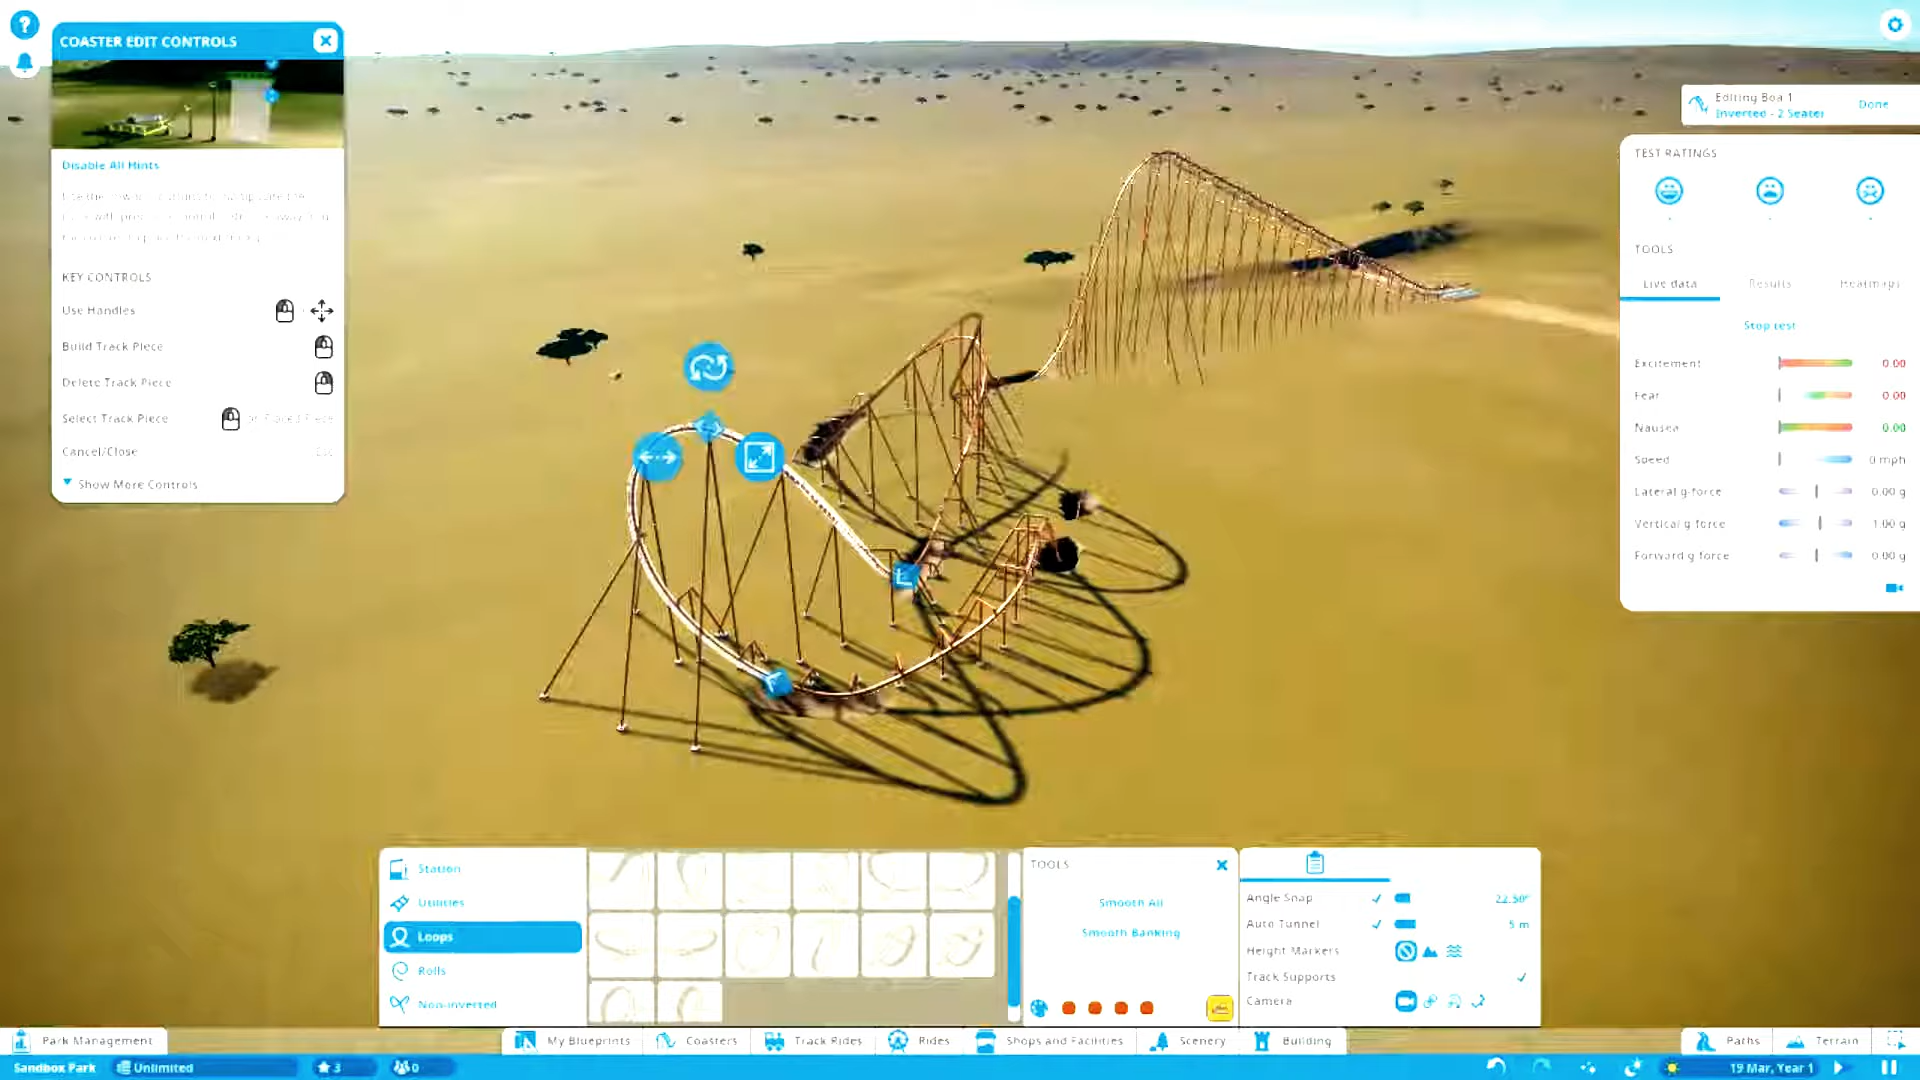 COASTER EDIT CONTROLS
Disable All Hints
KEY CONTROLS
Use Handles
Build Track Piece
Delete Track Piece
Select Track Piece
or Placed Piece
Cancel/Close
Esc
Show More Controls
Editing Boa 1
Inverted - 2 Seater
Done
TEST RATINGS
TOOLS
Live data
Results
Heatmaps
Stop test
Excitement
0.00
Fear
0.00
Nausea
0.00
Speed
0 mph
Lateral g-force
0.00 g
Vertical g force
1.00 g
Forward g force
0.00 g
Station
Utilities
Loops
Rolls
Non-inverted
TOOLS
Smooth All
Smooth Banking
Angle Snap
22.50°
Auto Tunnel
5 m
Height Markers
Track Supports
Camera
Park Management
My Blueprints
Coasters
Track Rides
Rides
Shops and Facilities
Scenery
Building
Paths
Terrain
Sandbox Park
Unlimited
3
0
19 Mar, Year 1